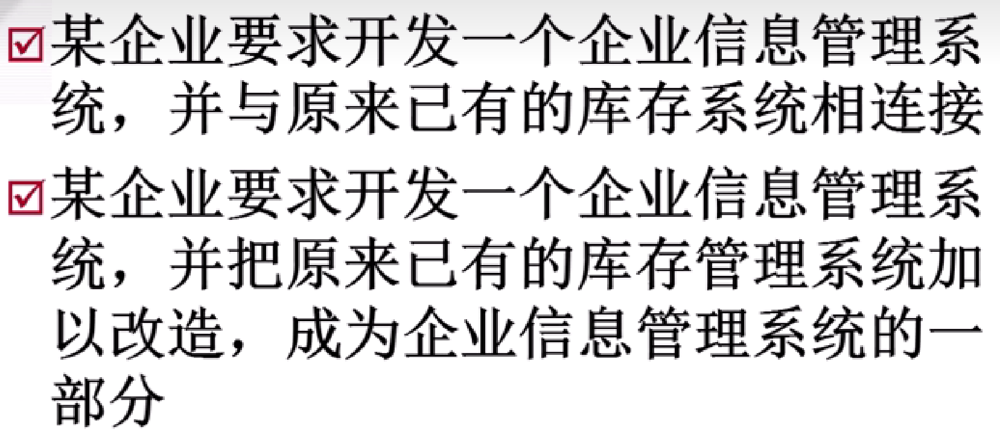 某企业要求开发一个企业信息管理系
统，并与原来已有的库存系统相连接
某企业要求开发一个企业信息管理系
统，并把原来已有的库存管理系统加
以改造，成为企业信息管理系统的一
部分